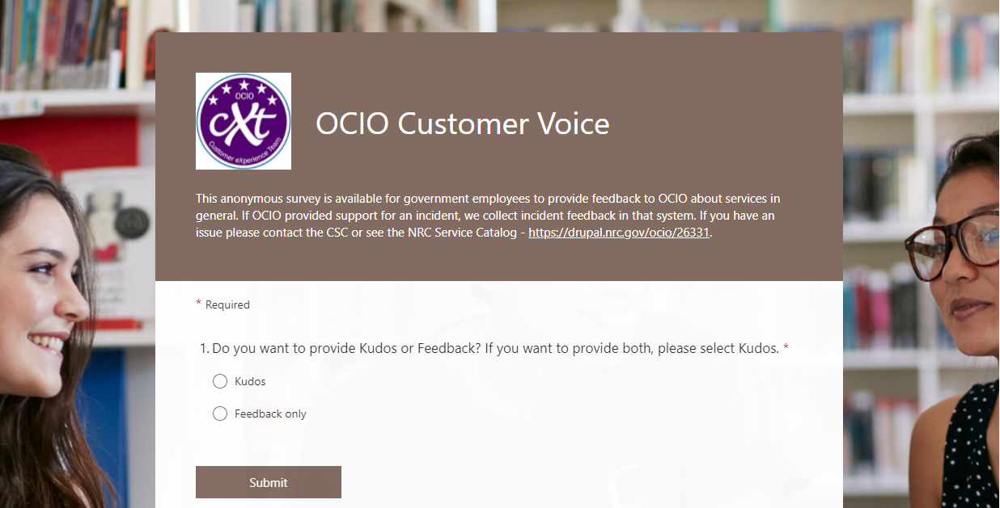 OCIO
cXt
Customer eXperience Team
OCIO Customer Voice
This anonymous survey is available for government employees to provide feedback to OCIO about services in
general. If OCIO provided support for an incident, we collect incident feedback in that system. If you have an
issue please contact the CSC or see the NRC Service Catalog - https://drupal.nrc.gov/ocio/26331.
* Required
1. Do you want to provide Kudos or Feedback? If you want to provide both, please select Kudos. *
Kudos
Feedback only
Submit